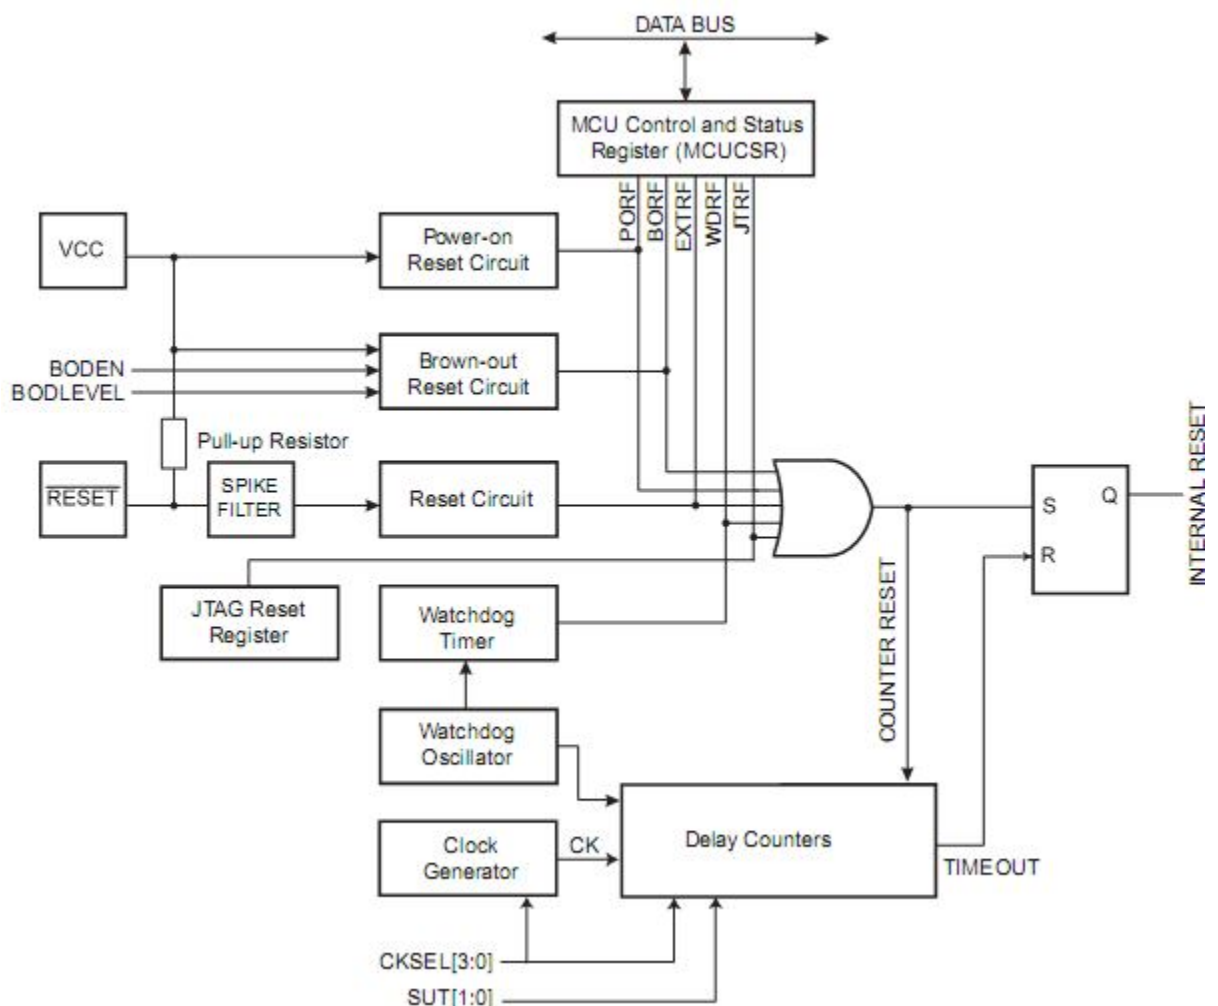 DATA BUS
MCU Control and Status
Register (MCUCSR)
PORF
BORF
EXTRF
WDRF
JTRF
VCC
Power-on
Reset Circuit
BODEN
BODLEVEL
Brown-out
Reset Circuit
Pull-up Resistor
RESET
SPIKE
FILTER
Reset Circuit
JTAG Reset
Register
Watchdog
Timer
Watchdog
Oscillator
Clock
Generator
CK
Delay Counters
COUNTER RESET
S
R
Q
INTERNAL RESET
TIMEOUT
CKSEL[3:0]
SUT[1:0]